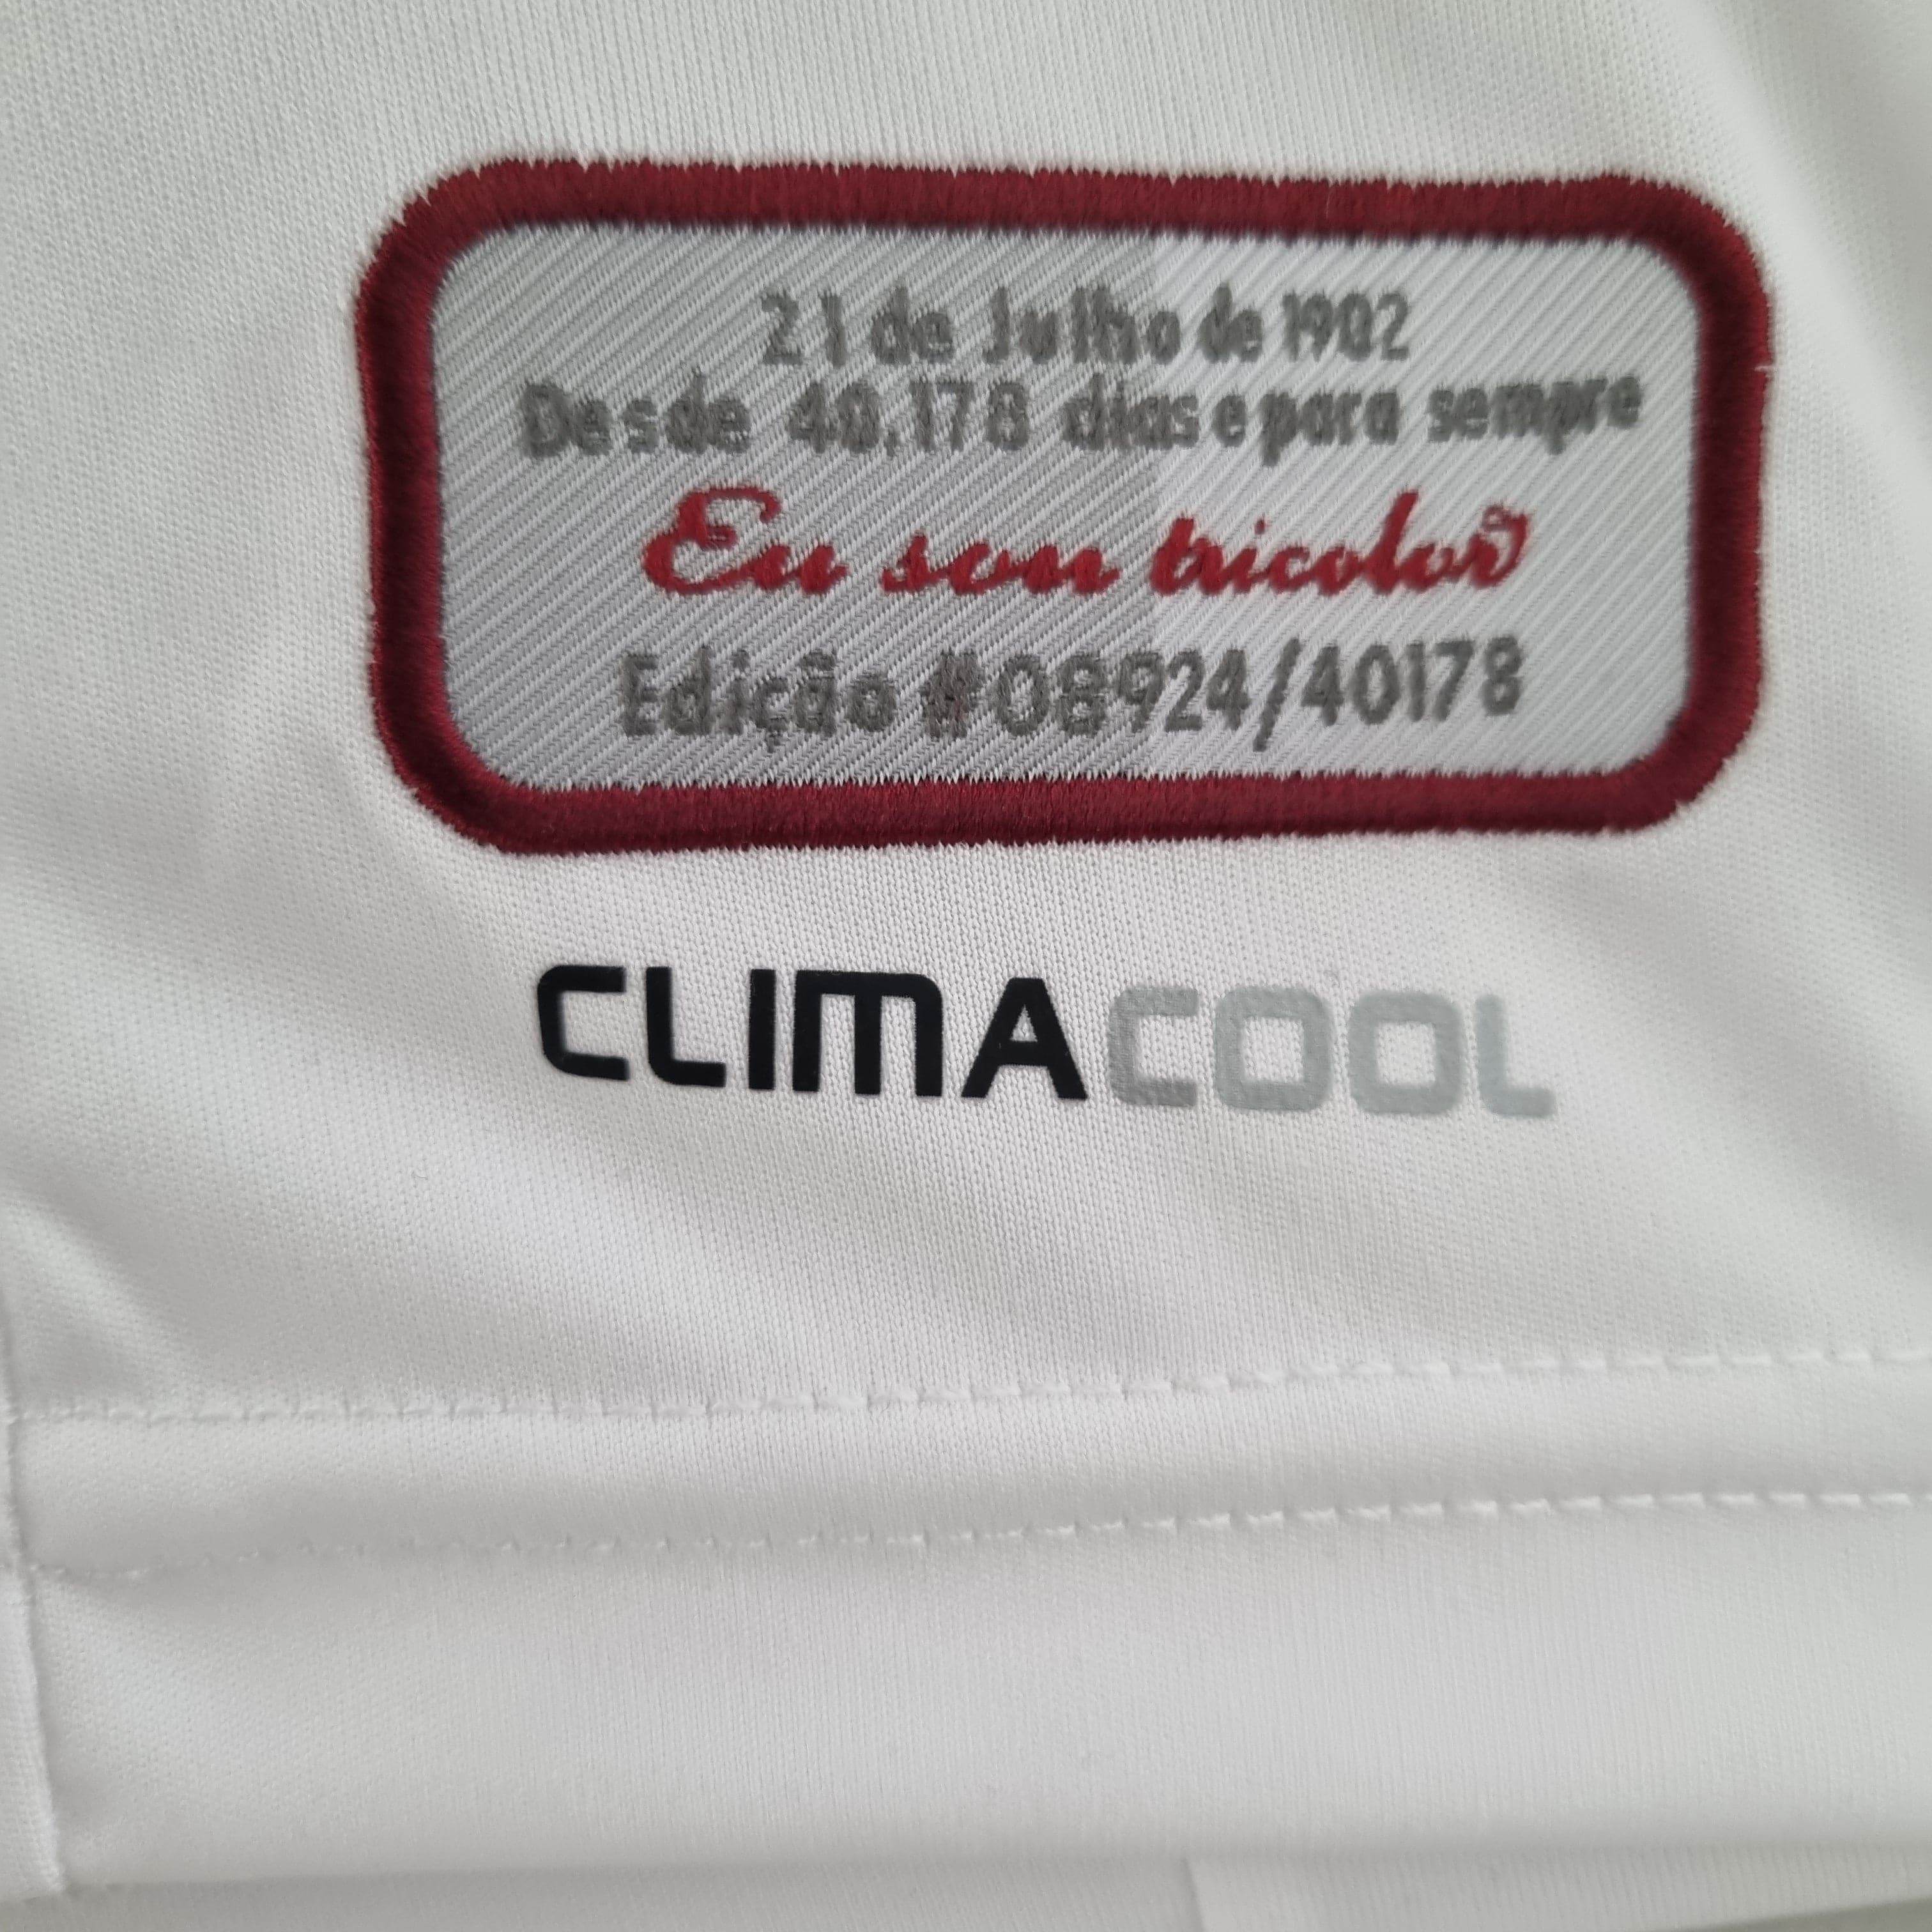 21 de Julho de 1902
Desde 40.178 dias e para sempre
Eu sou tricolor
Edição #08924/40178
CLIMACOOL